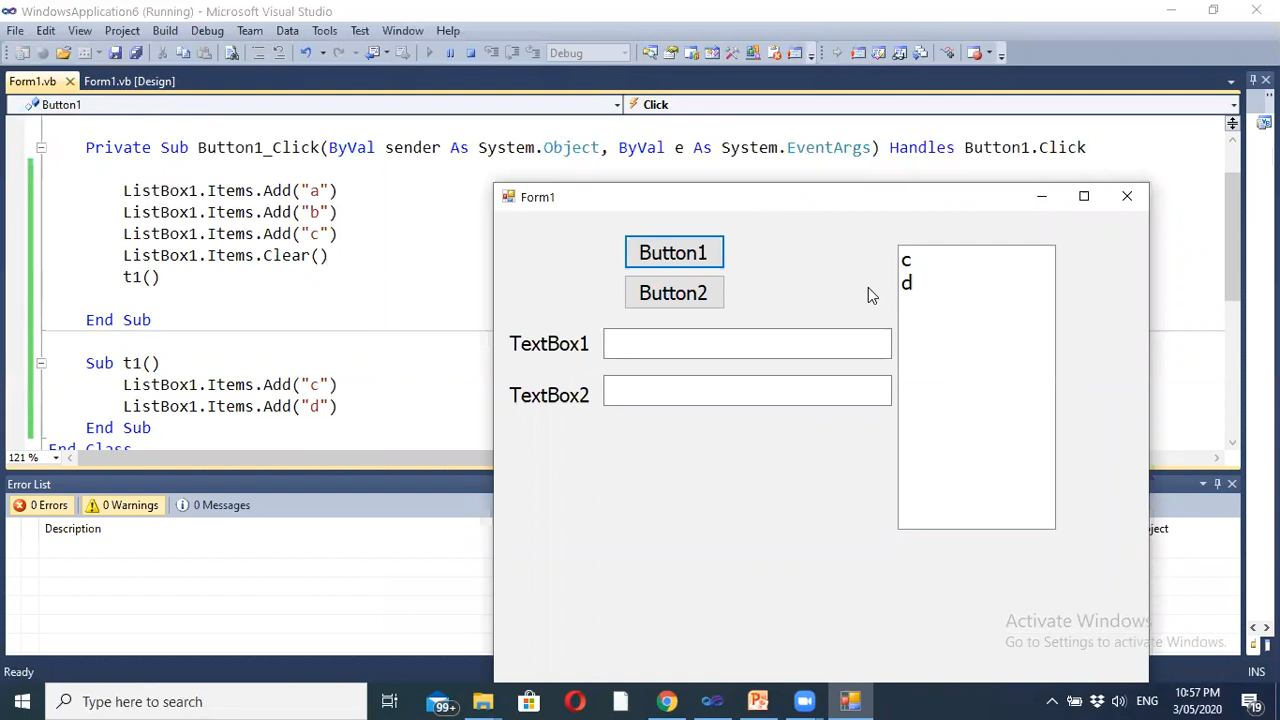 WindowsApplication6 (Running) - Microsoft Visual Studio
File Edit View Project Build Debug Team Data Tools Test Window Help
Debug
Form1.vb Form1.vb [Design]
Button1 Click
Private Sub Button1_Click(ByVal sender As System.Object, ByVal e As System.EventArgs) Handles Button1.Click
ListBox1.Items.Add("a")
ListBox1.Items.Add("b")
ListBox1.Items.Add("c")
ListBox1.Items.Clear()
t1()
End Sub
Sub t1()
ListBox1.Items.Add("c")
ListBox1.Items.Add("d")
End Sub
End Class
121 %
Form1
Button1
Button2
TextBox1
TextBox2
c
d
Error List
0 Errors 0 Warnings 0 Messages
Description
Activate Windows
Go to Settings to activate Windows.
Ready INS
Type here to search
99+
ENG
10:57 PM
3/05/2020
19